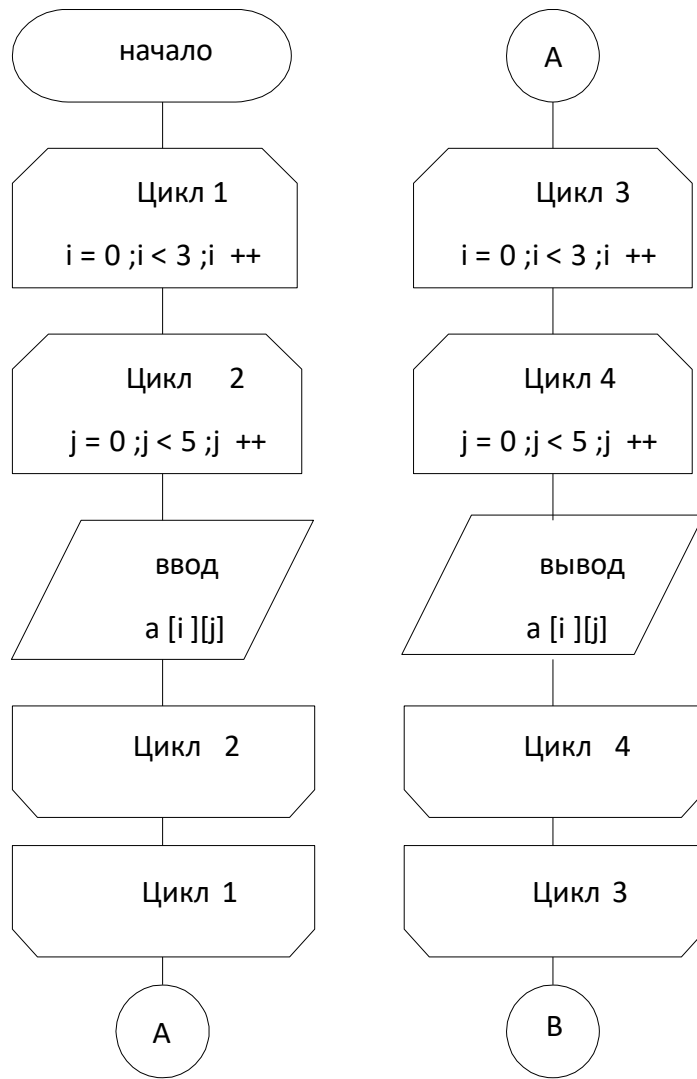 начало
Цикл 1
i = 0 ;i < 3 ;i ++
Цикл 2
j = 0 ;j < 5 ;j ++
ввод
a [i ][j]
Цикл 2
Цикл 1
A
A
Цикл 3
i = 0 ;i < 3 ;i ++
Цикл 4
j = 0 ;j < 5 ;j ++
вывод
a [i ][j]
Цикл 4
Цикл 3
B